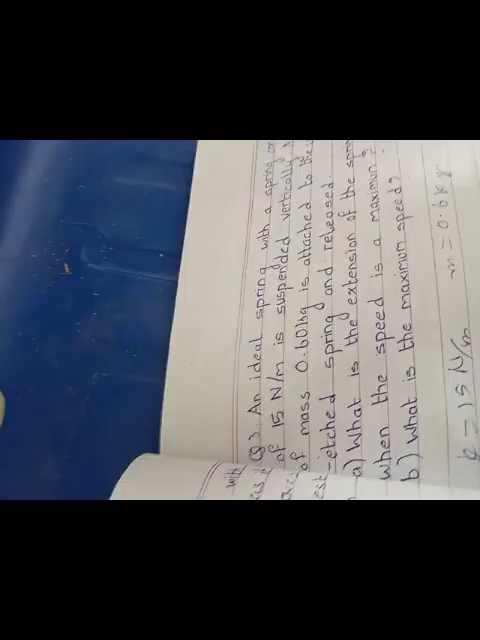 with
Q3. An ideal spring with a spring
of 15 N/m is suspended vertically
of mass 0.60kg is attached to the
-etched spring and released.
a) What is the extension of the
when the speed is a maximum?
b) What is the maximum speed?
k = 15 N/m m = 0.6 kg